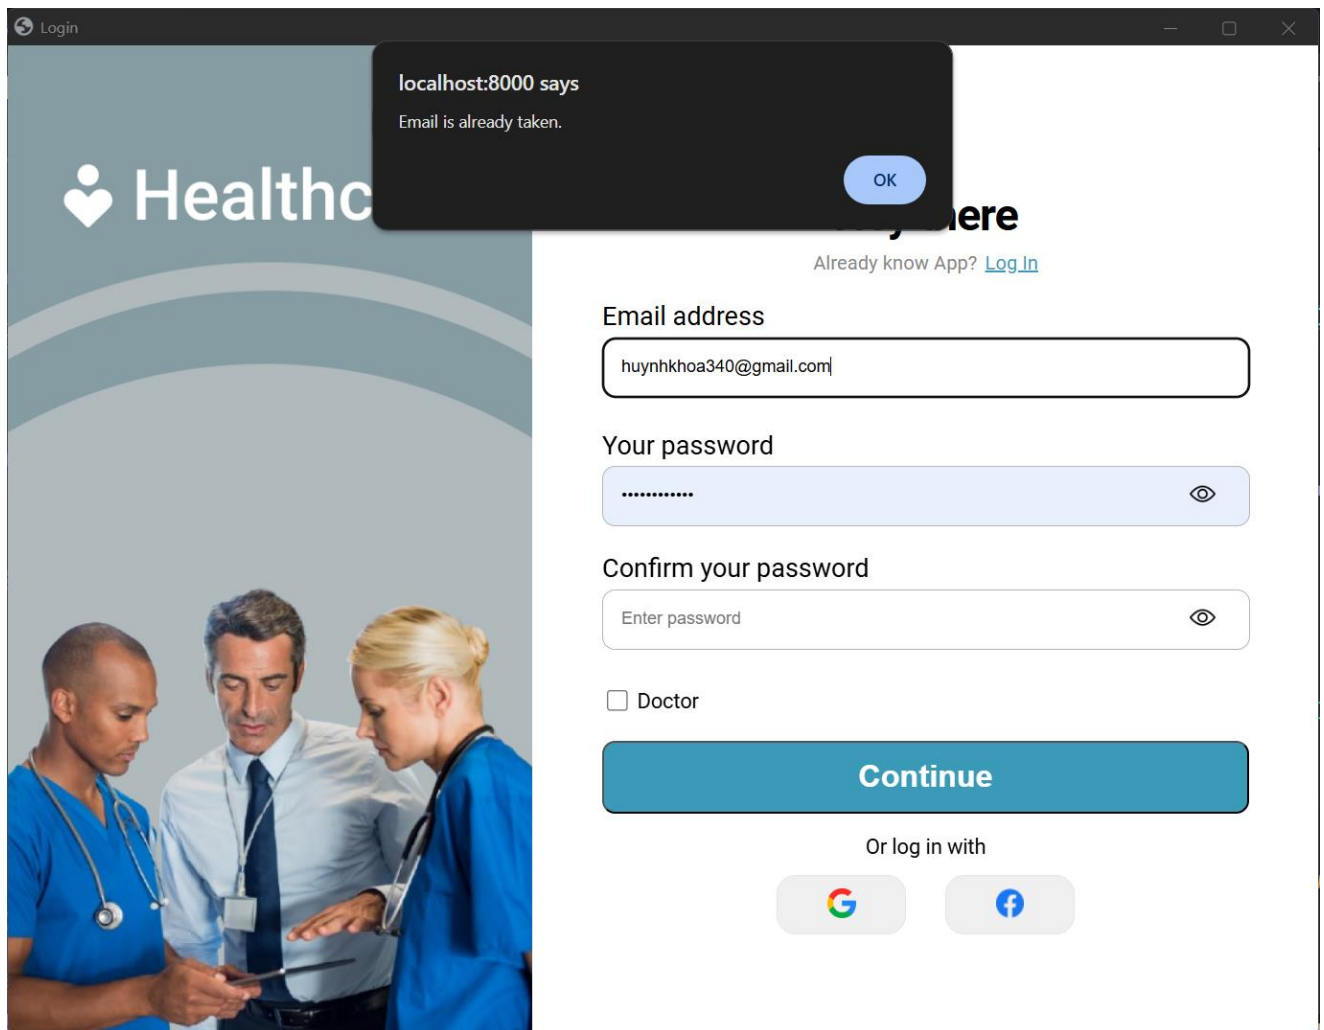 Login
localhost:8000 says
Email is already taken.
OK
Healthc
here
Already know App? Log In
Email address
huynhkhoa340@gmail.com
Your password
••••••••••••
Confirm your password
Enter password
Doctor
Continue
Or log in with